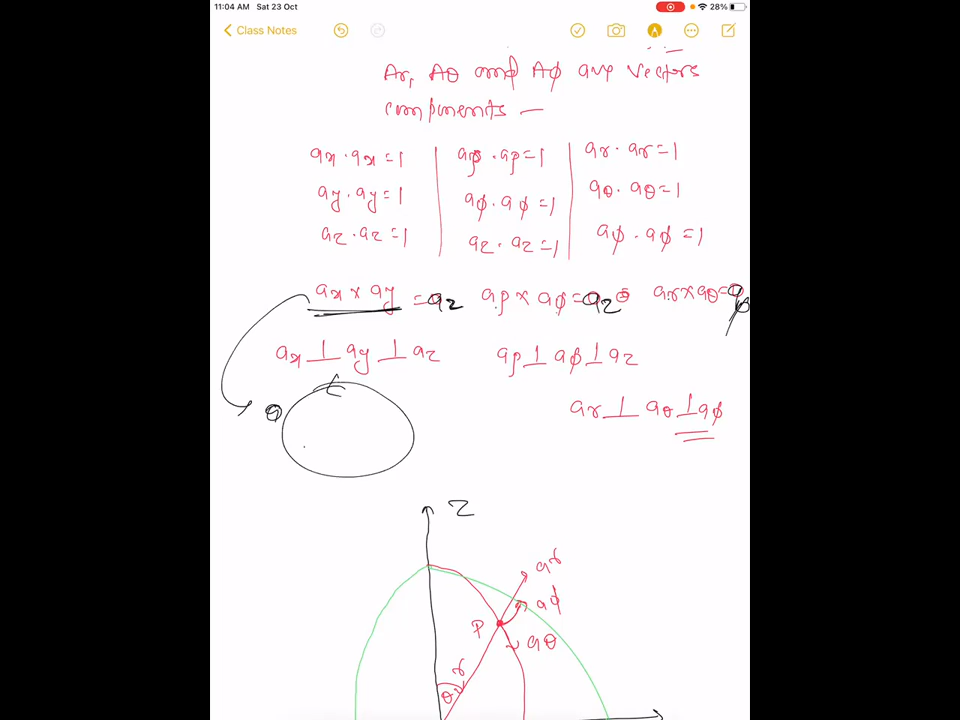 11:04 AM Sat 23 Oct 28%
Class Notes
Ar, Aθ and Aϕ are vectors
components —
ax · ax = 1 aρ · aρ = 1 ar · ar = 1
ay · ay = 1 aϕ · aϕ = 1 aθ · aθ = 1
az · az = 1 az · az = 1 aϕ · aϕ = 1
ax × ay = az aρ × aϕ = az ar × aθ = aϕ
ax ⊥ ay ⊥ az aρ ⊥ aϕ ⊥ az
ar ⊥ aθ ⊥ aϕ
a
z
ar
aϕ
P
aθ
r
θ